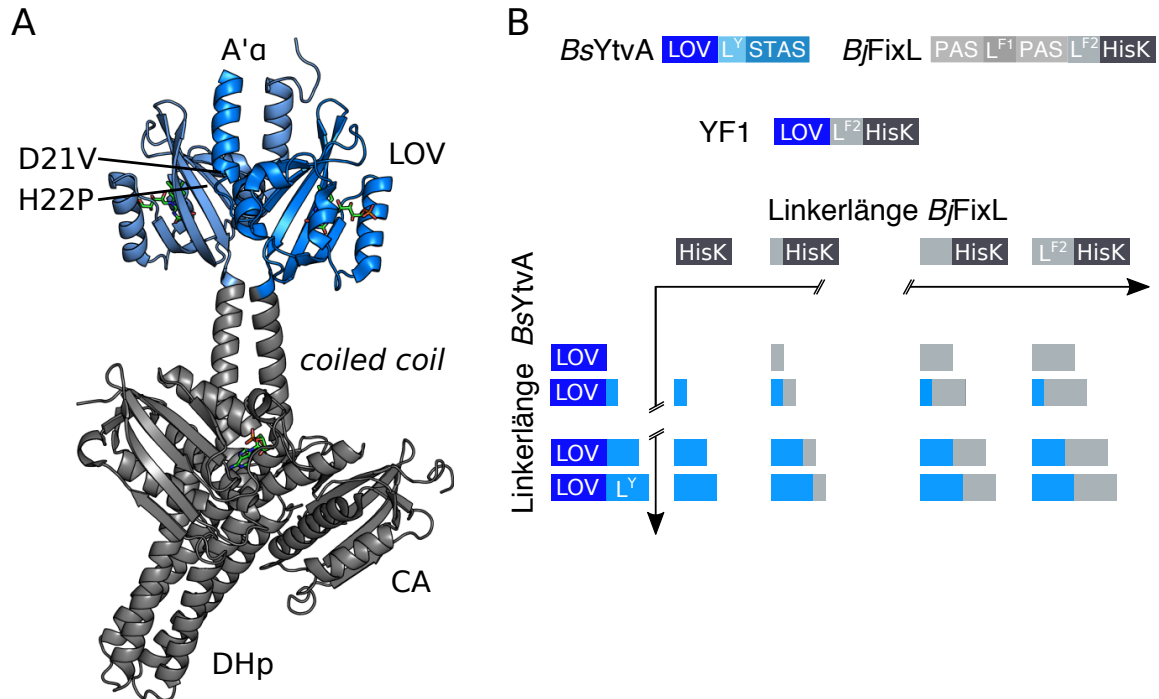 A
A'ɑ
D21V
H22P
LOV
coiled coil
CA
DHp
B
BsYtvA LOV L^Y STAS BjFixL PAS L^F1 PAS L^F2 HisK
YF1 LOV L^F2 HisK
Linkerlänge BjFixL
HisK HisK HisK L^F2 HisK
Linkerlänge BsYtvA
LOV
LOV
LOV
LOV L^Y